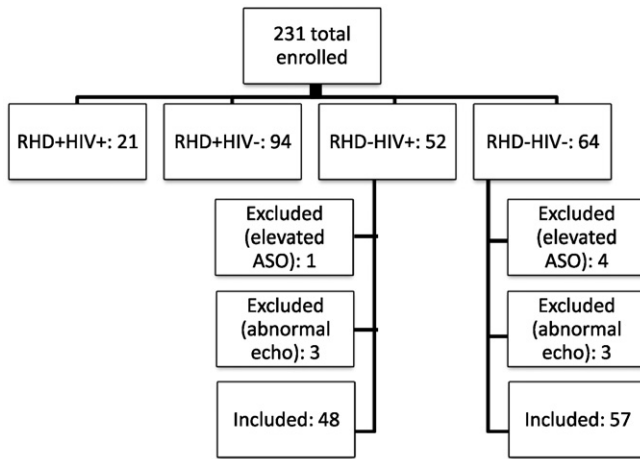 231 total
enrolled
RHD+HIV+: 21
RHD+HIV-: 94
RHD-HIV+: 52
RHD-HIV-: 64
Excluded
(elevated
ASO): 1
Excluded
(abnormal
echo): 3
Included: 48
Excluded
(elevated
ASO): 4
Excluded
(abnormal
echo): 3
Included: 57